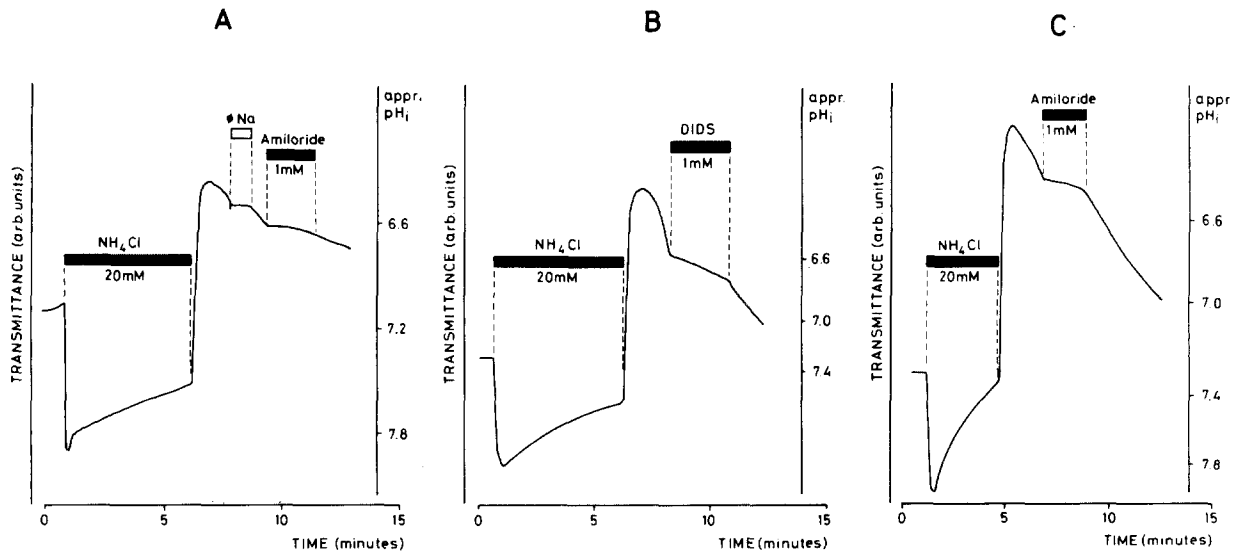 A
TRANSMITTANCE (arb. units)
appr.
pHi
ɸ Na
Amiloride
1mM
NH4Cl
20mM
6.6
7.2
7.8
0
5
10
15
TIME (minutes)
B
TRANSMITTANCE (arb. units)
appr.
pHi
DIDS
1mM
NH4Cl
20mM
6.6
7.0
7.4
0
5
10
15
TIME (minutes)
C
TRANSMITTANCE (arb. units)
appr
pHi
Amiloride
1mM
NH4Cl
20mM
6.6
7.0
7.4
7.8
0
5
10
15
TIME (minutes)